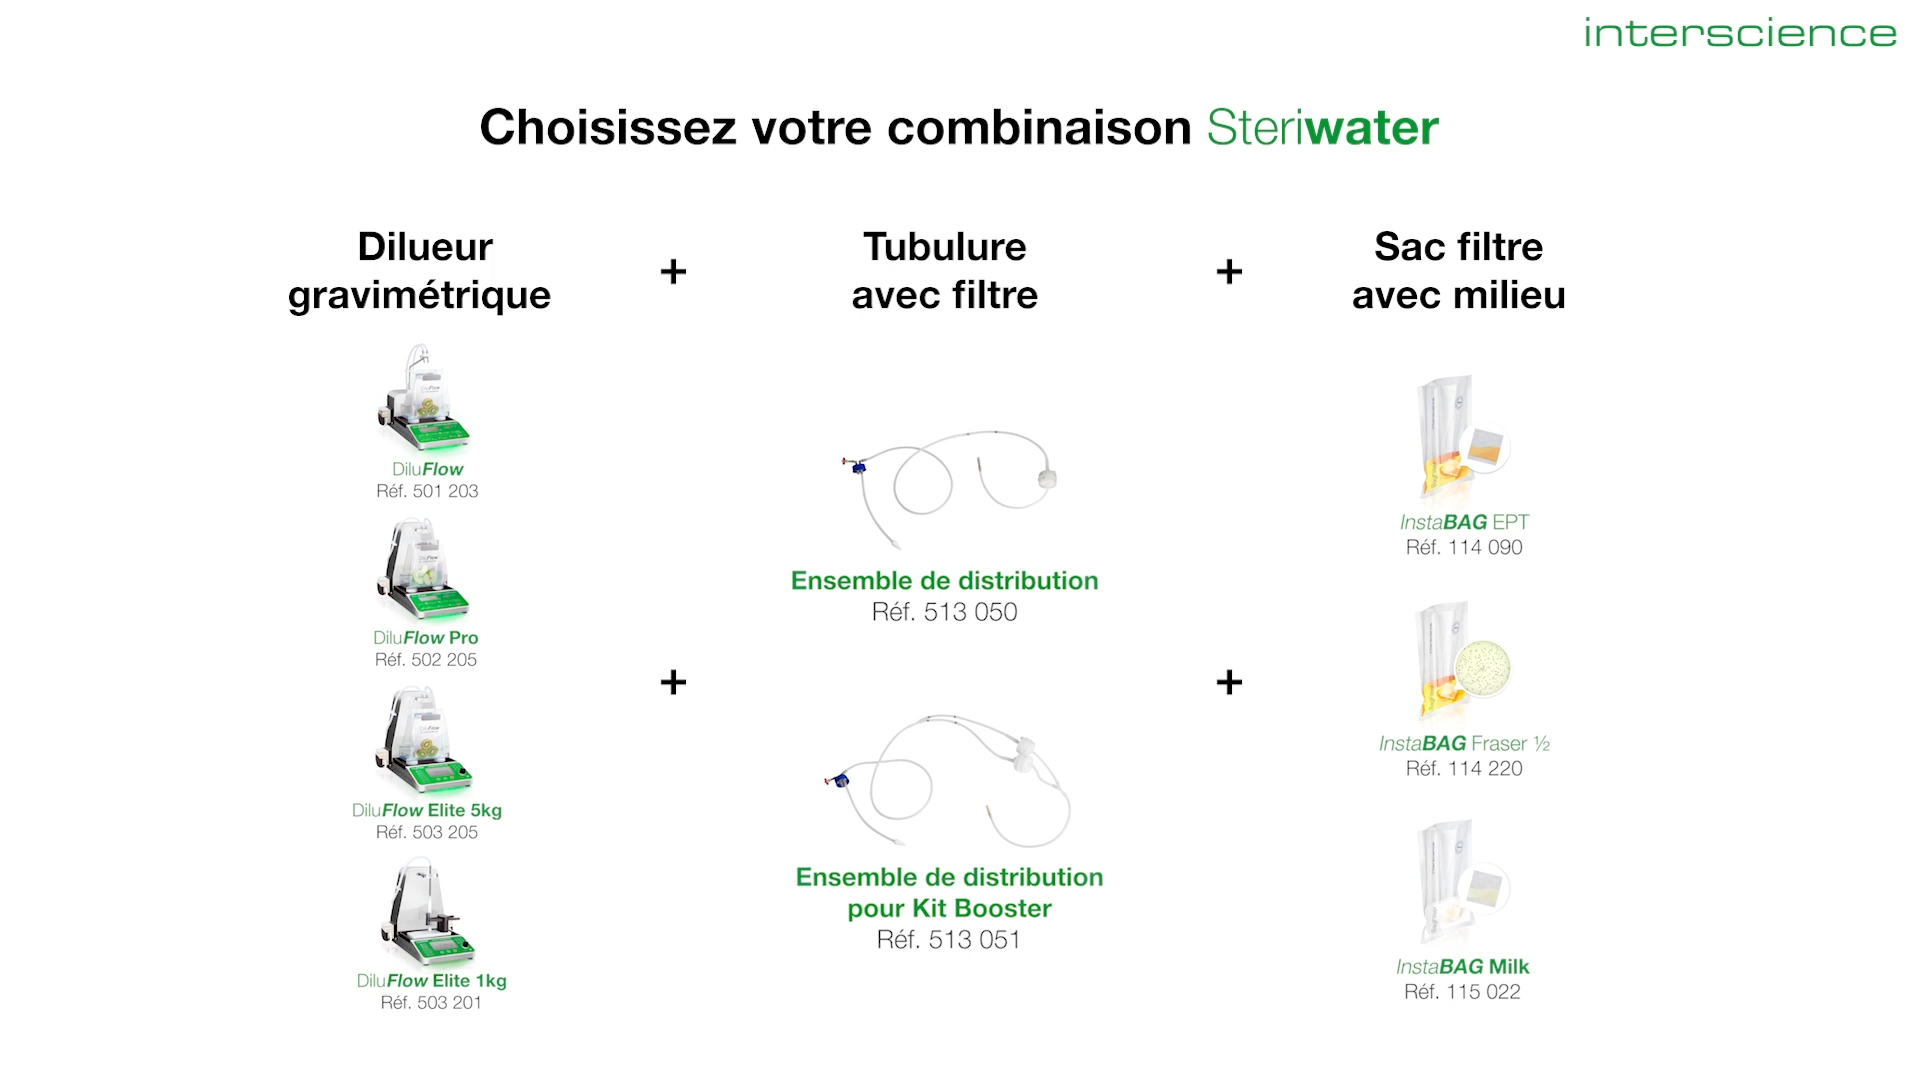 interscience
Choisissez votre combinaison Steriwater
Dilueur
gravimétrique
+
Tubulure
avec filtre
+
Sac filtre
avec milieu
DiluFlow
Réf. 501 203
DiluFlow Pro
Réf. 502 205
DiluFlow Elite 5kg
Réf. 503 205
DiluFlow Elite 1kg
Réf. 503 201
+
Ensemble de distribution
Réf. 513 050
Ensemble de distribution
pour Kit Booster
Réf. 513 051
+
InstaBAG EPT
Réf. 114 090
InstaBAG Fraser ½
Réf. 114 220
InstaBAG Milk
Réf. 115 022